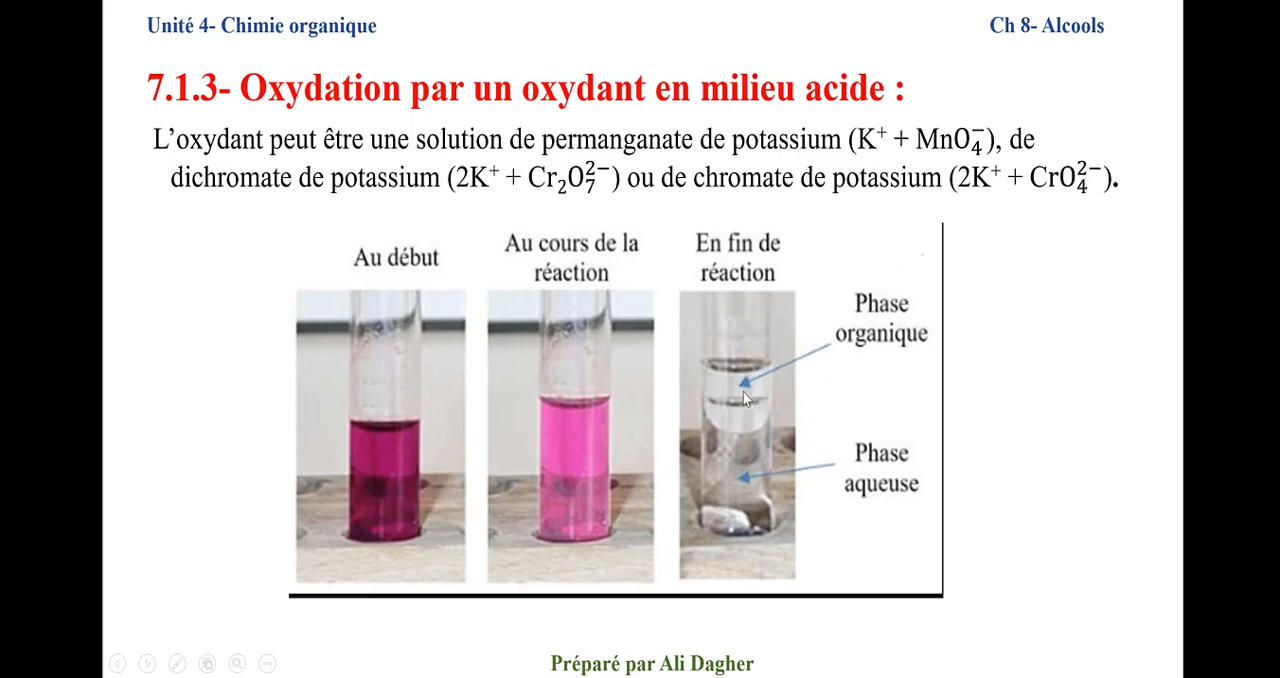 Unité 4- Chimie organique
Ch 8- Alcools
7.1.3- Oxydation par un oxydant en milieu acide :
L’oxydant peut être une solution de permanganate de potassium (K⁺ + MnO₄⁻), de
dichromate de potassium (2K⁺ + Cr₂O₇²⁻) ou de chromate de potassium (2K⁺ + CrO₄²⁻).
Au début
Au cours de la
réaction
En fin de
réaction
Phase
organique
Phase
aqueuse
Préparé par Ali Dagher